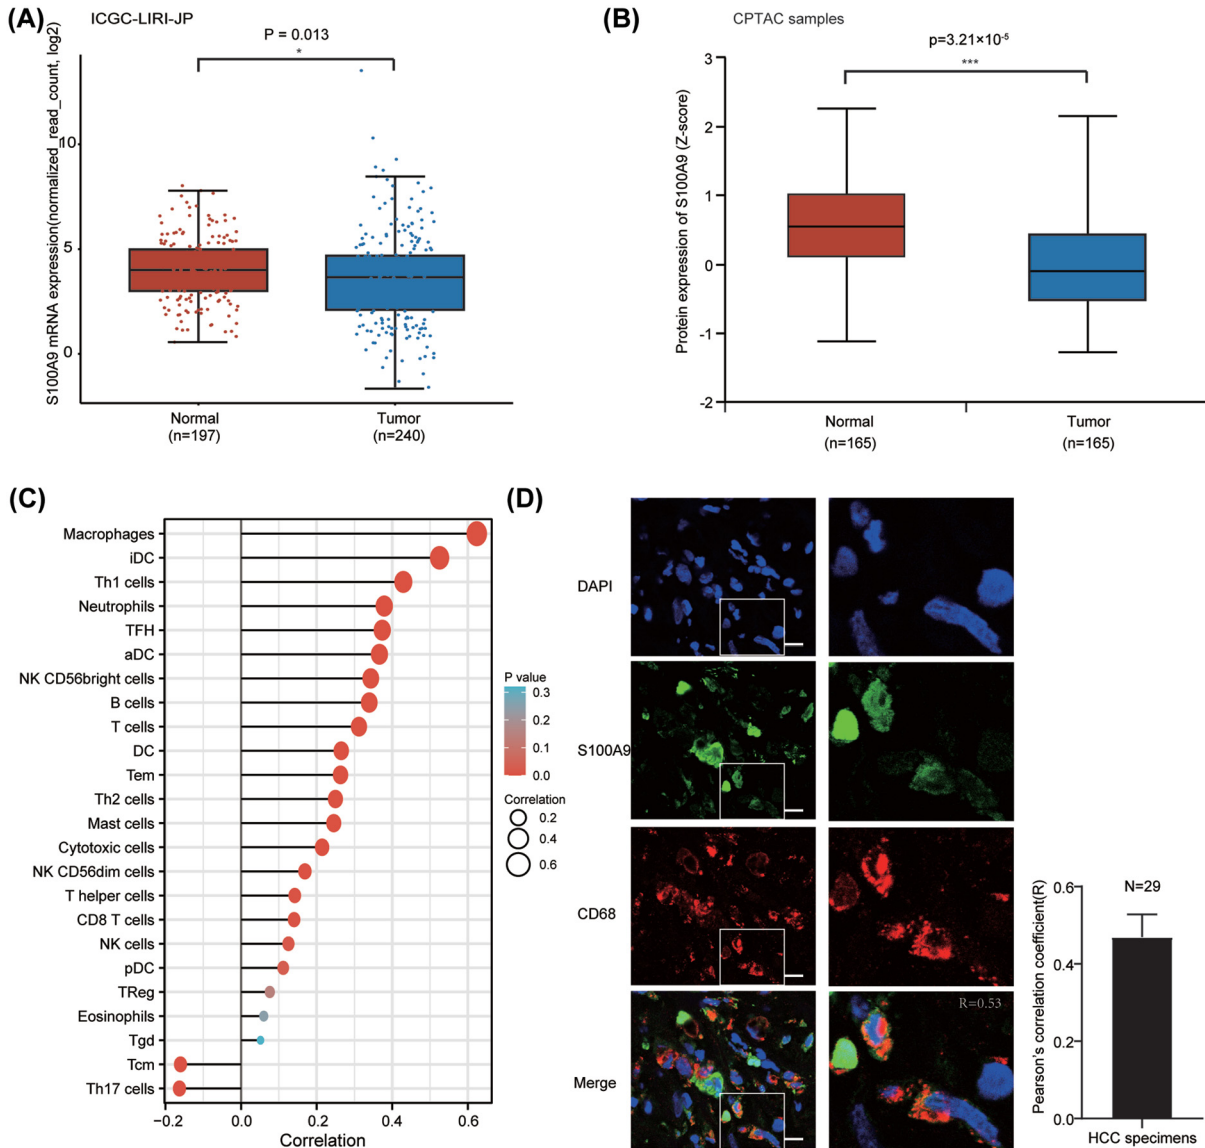 (A)
ICGC-LIRI-JP
P = 0.013
*
S100A9 mRNA expression(normalized_read_count, log2)
10
5
0
Normal
(n=197)
Tumor
(n=240)
(B)
CPTAC samples
p=3.21×10⁻⁵
***
Protein expression of S100A9 (Z-score)
3
2
1
0
-1
-2
Normal
(n=165)
Tumor
(n=165)
(C)
Macrophages
iDC
Th1 cells
Neutrophils
TFH
aDC
NK CD56bright cells
B cells
T cells
DC
Tem
Th2 cells
Mast cells
Cytotoxic cells
NK CD56dim cells
T helper cells
CD8 T cells
NK cells
pDC
TReg
Eosinophils
Tgd
Tcm
Th17 cells
−0.2
0.0
0.2
0.4
0.6
Correlation
P value
0.3
0.2
0.1
0.0
Correlation
0.2
0.4
0.6
(D)
DAPI
S100A9
CD68
Merge
R=0.53
Pearson's correlation coefficient(R)
0.6
0.4
0.2
0.0
N=29
HCC specimens